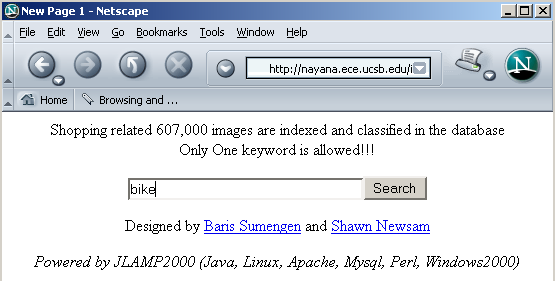 New Page 1 - Netscape
File Edit View Go Bookmarks Tools Window Help
http://nayana.ece.ucsb.edu/i
N
Home Browsing and ...
Shopping related 607,000 images are indexed and classified in the database
Only One keyword is allowed!!!
bike Search
Designed by Baris Sumengen and Shawn Newsam
Powered by JLAMP2000 (Java, Linux, Apache, Mysql, Perl, Windows2000)